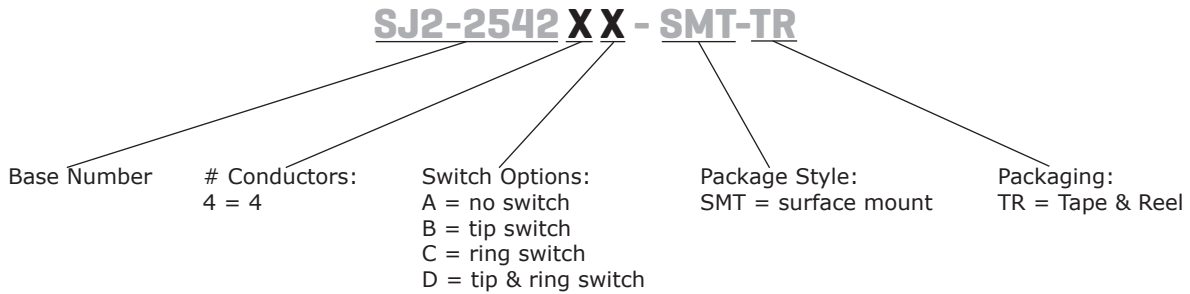 SJ2-2542 X X - SMT-TR
Base Number
# Conductors:
4 = 4
Switch Options:
A = no switch
B = tip switch
C = ring switch
D = tip & ring switch
Package Style:
SMT = surface mount
Packaging:
TR = Tape & Reel